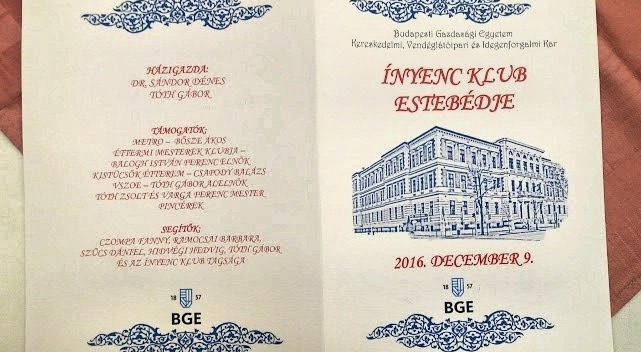 HÁZIGAZDA:
DR. SÁNDOR DÉNES
TÓTH GÁBOR
TÁMOGATÓK:
METRO – BŐSZE ÁKOS
ÉTTERMI MESTEREK KLUBJA –
BALOGH ISTVÁN FERENC ELNÖK
KISTÜCSÖK ÉTTEREM – CSAPODY BALÁZS
VSZOE – TÓTH GÁBOR ALELNÖK
TÓTH ZSOLT ÉS VARGA FERENC MESTER
PINCÉREK
SEGÍTŐK:
CZOMPA FANNY, RAMOCSAI BARBARA,
SZŰCS DÁNIEL, HIDVÉGI HEDVIG, TÓTH GÁBOR
ÉS AZ ÍNYENC KLUB TAGSÁGA
18 57
BGE
Budapesti Gazdasági Egyetem
Kereskedelmi, Vendéglátóipari és Idegenforgalmi Kar
ÍNYENC KLUB
ESTEBÉDJE
2016. DECEMBER 9.
18 57
BGE